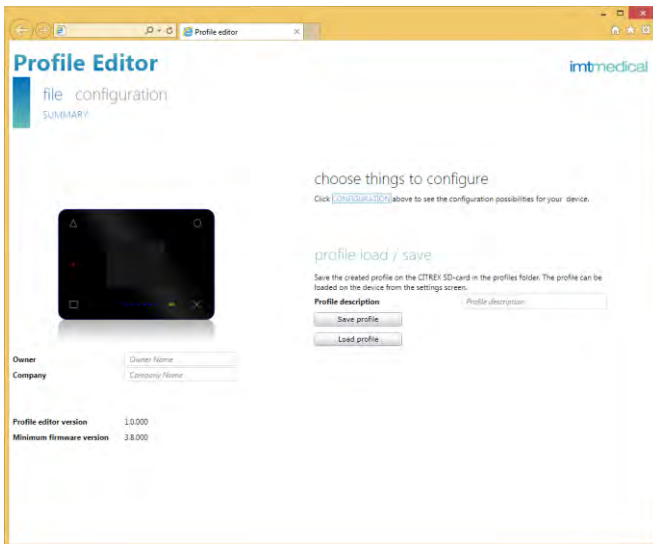 Profile editor
Profile Editor
imtmedical
file configuration
SUMMARY
choose things to configure
Click CONFIGURATION above to see the configuration possibilities for your device.
profile load / save
Save the created profile on the CITREX SD-card in the profiles folder. The profile can be
loaded on the device from the settings screen.
Profile description Profile description
Save profile
Load profile
Owner Owner Name
Company Company Name
Profile editor version 1.0.000
Minimum firmware version 3.8.000